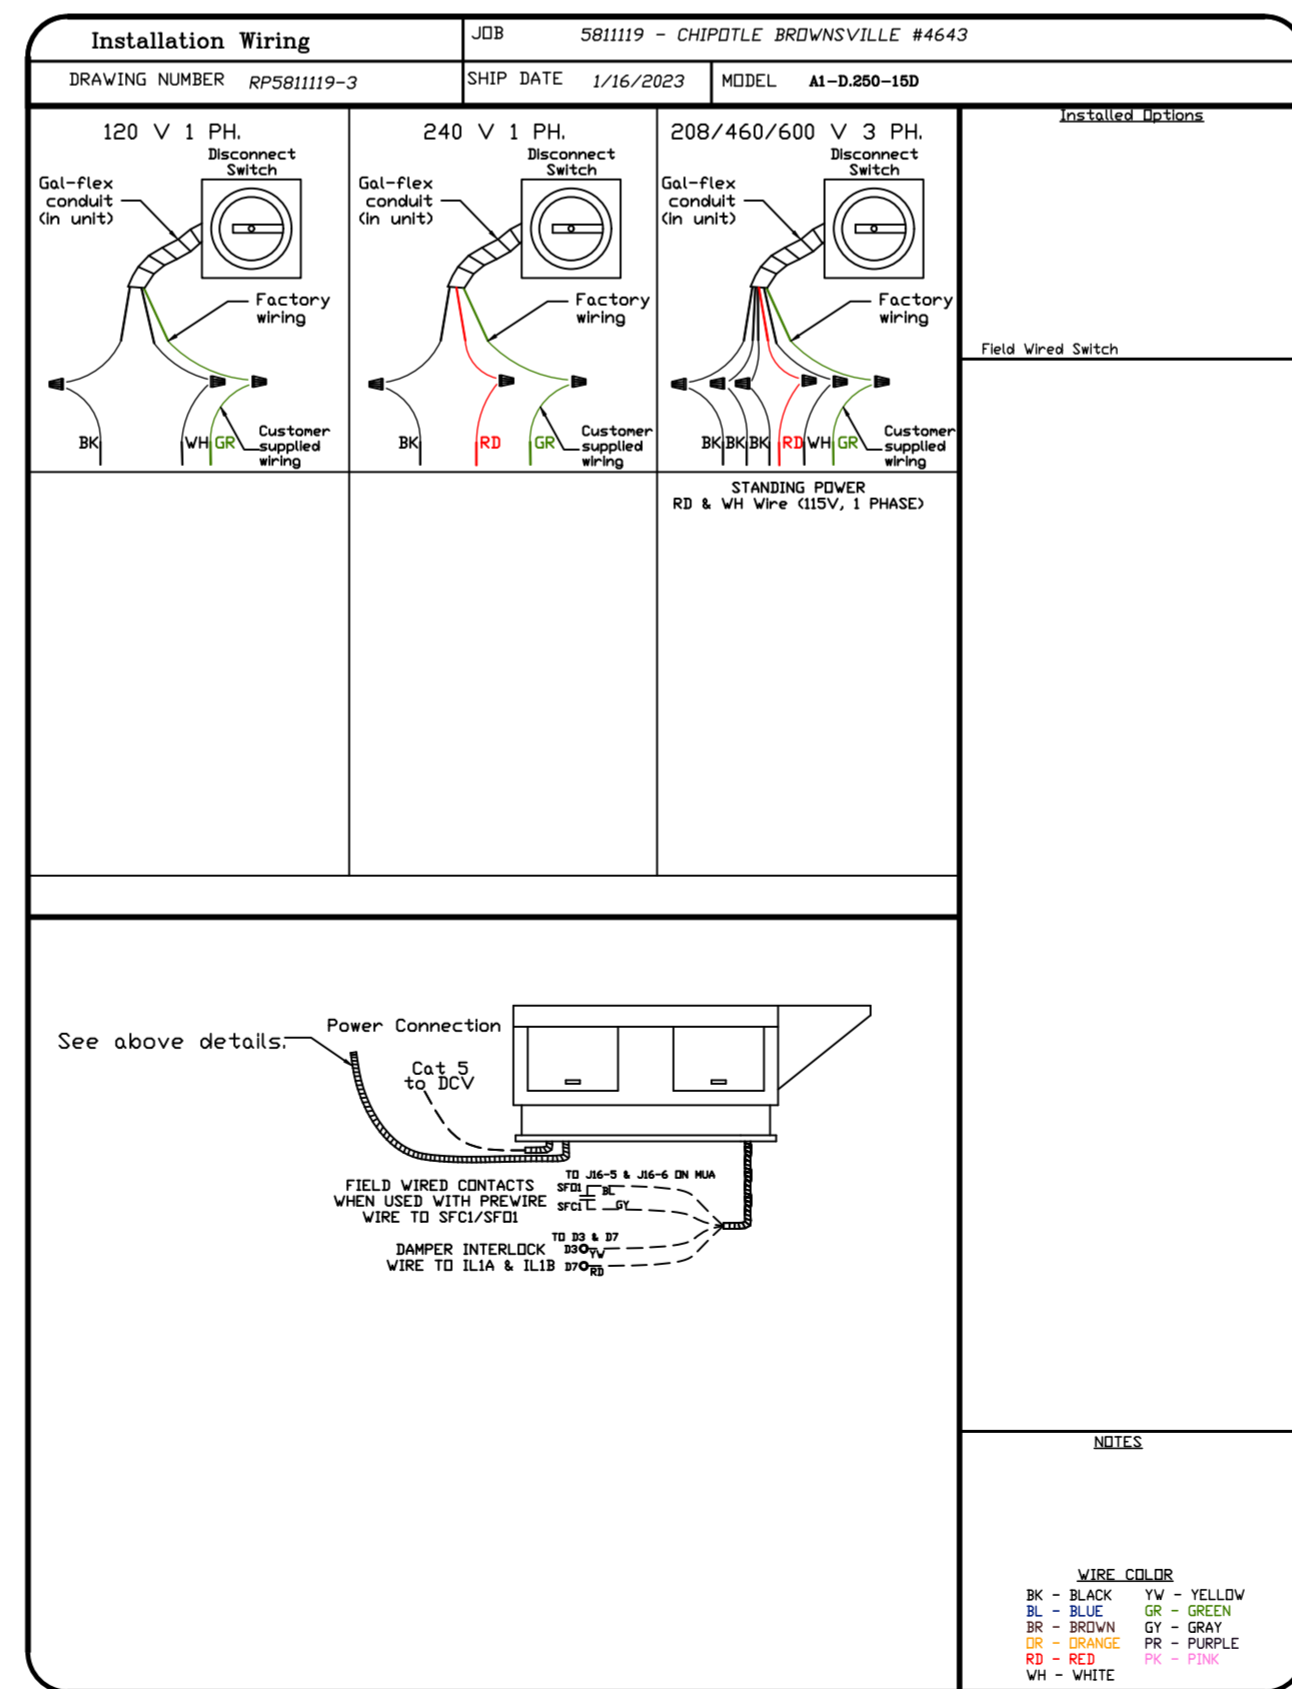 Installation Wiring
JOB 5811119 - CHIPOTLE BROWNSVILLE #4643
DRAWING NUMBER RP5811119-3
SHIP DATE 1/16/2023
MODEL A1-D.250-15D
120 V 1 PH.
Disconnect
Switch
Gal-flex
conduit
(in unit)
Factory
wiring
BK
WH
GR
Customer
supplied
wiring
240 V 1 PH.
Disconnect
Switch
Gal-flex
conduit
(in unit)
Factory
wiring
BK
RD
GR
Customer
supplied
wiring
208/460/600 V 3 PH.
Disconnect
Switch
Gal-flex
conduit
(in unit)
Factory
wiring
BK
BK
BK
RD
WH
GR
Customer
supplied
wiring
STANDING POWER
RD & WH Wire (115V, 1 PHASE)
Installed Options
Field Wired Switch
See above details.
Power Connection
Cat 5
to DCV
TO J16-5 & J16-6 ON MUA
FIELD WIRED CONTACTS
WHEN USED WITH PREWIRE
WIRE TO SFC1/SFO1
SFO1
BL
SFC1
GY
TO D3 & D7
DAMPER INTERLOCK
WIRE TO IL1A & IL1B
D3
YW
D7
RD
NOTES
WIRE COLOR
BK - BLACK YW - YELLOW
BL - BLUE GR - GREEN
BR - BROWN GY - GRAY
OR - ORANGE PR - PURPLE
RD - RED PK - PINK
WH - WHITE